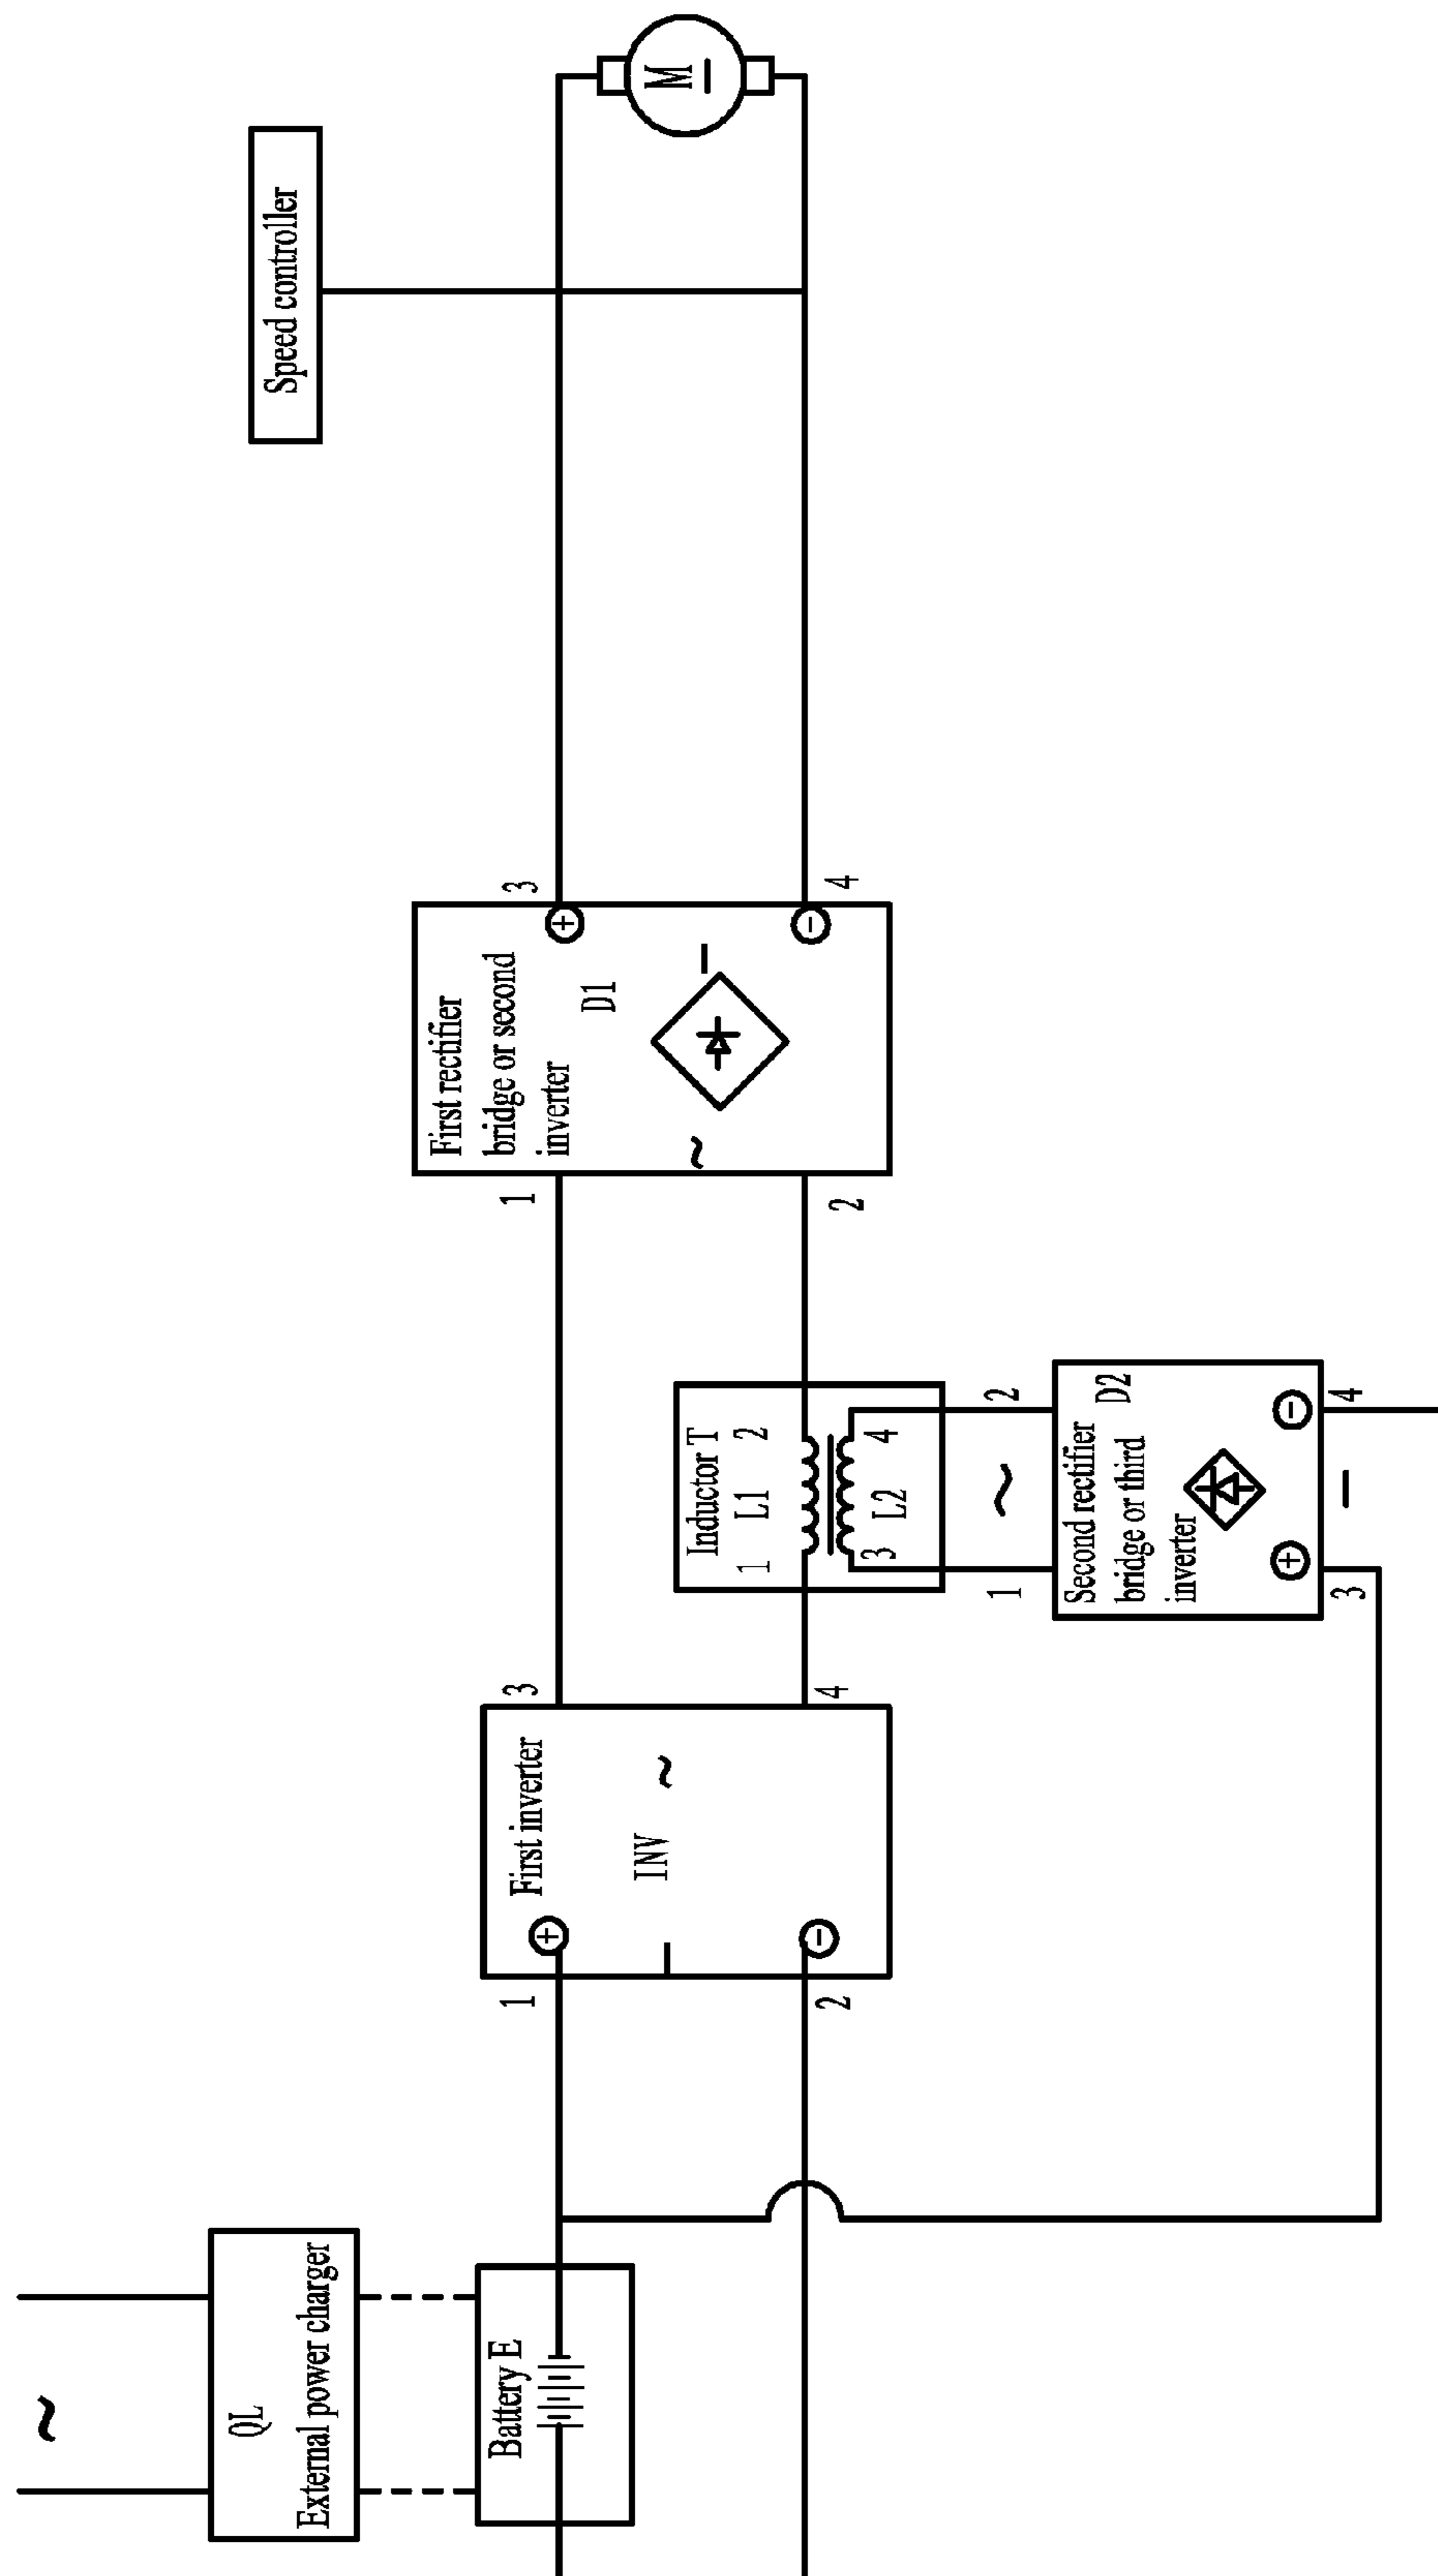 QL
External power charger
Battery E
First inverter
INV
1
2
3
4
Inductor T
1 L1 2
3 L2 4
1
2
Second rectifier
bridge or third
inverter
D2
3
4
First rectifier
bridge or second
inverter
D1
1
2
3
4
Speed controller
M